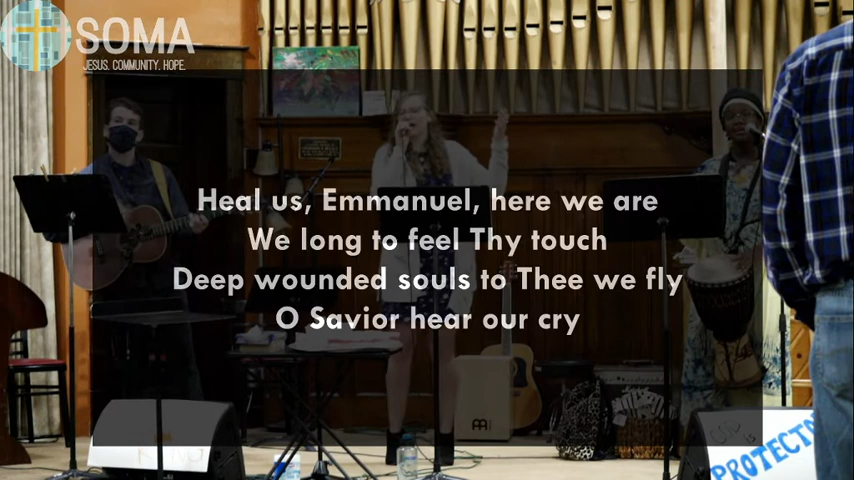 SOMA
JESUS. COMMUNITY. HOPE.
Heal us, Emmanuel, here we are
We long to feel Thy touch
Deep wounded souls to Thee we fly
O Savior hear our cry
PROTECTO